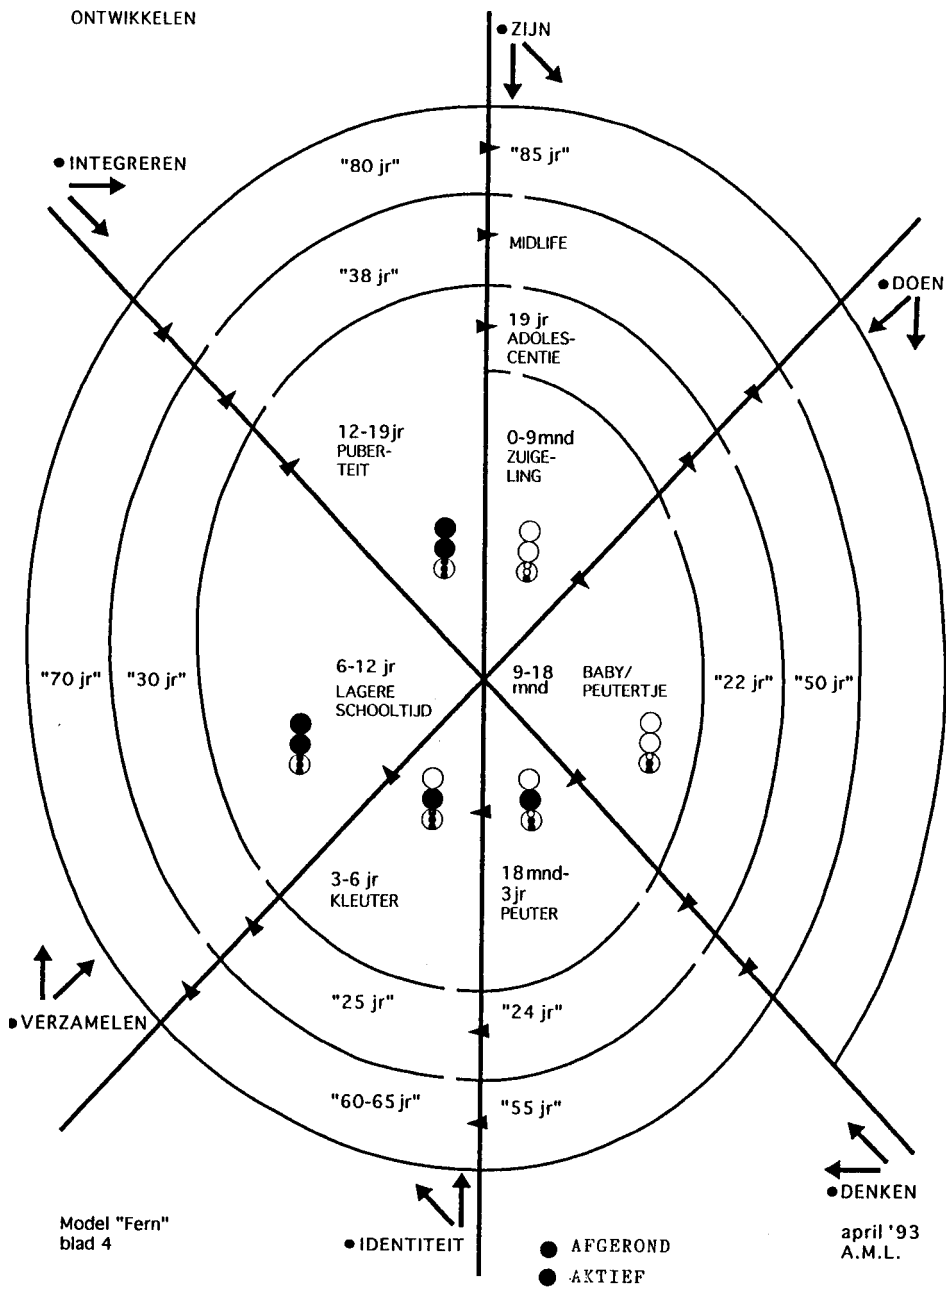 ONTWIKKELEN
ZIJN
"80 jr"
"85 jr"
INTEGREREN
MIDLIFE
"38 jr"
DOEN
19 jr
ADOLES-
CENTIE
12-19jr
PUBER-
TEIT
0-9mnd
ZUIGE-
LING
6-12 jr
LAGERE
SCHOOLTIJD
9-18
mnd
BABY/
PEUTERTJE
"70 jr"
"30 jr"
"22 jr"
"50 jr"
3-6 jr
KLEUTER
18mnd-
3jr
PEUTER
"25 jr"
"24 jr"
VERZAMELEN
"60-65jr"
"55 jr"
DENKEN
Model "Fern"
blad 4
IDENTITEIT
AFGEROND
AKTIEF
april '93
A.M.L.